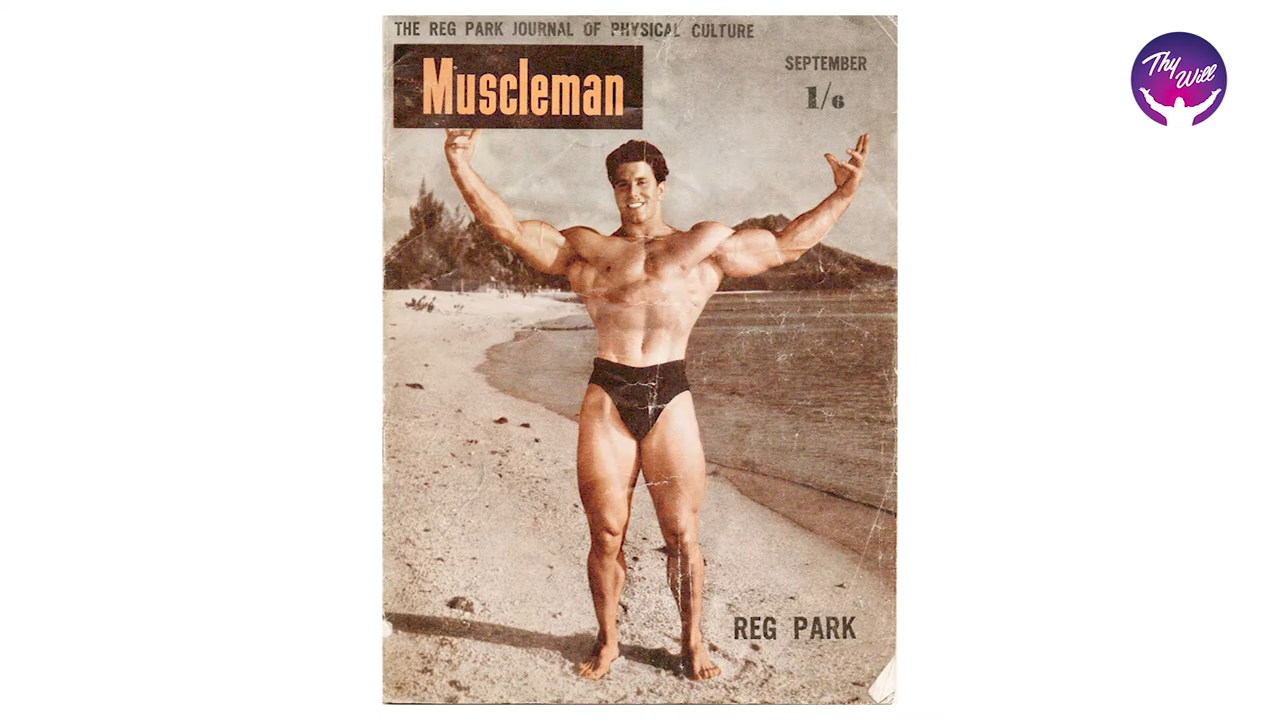 THE REG PARK JOURNAL OF PHYSICAL CULTURE
Muscleman
SEPTEMBER
1/6
REG PARK
Thy Will